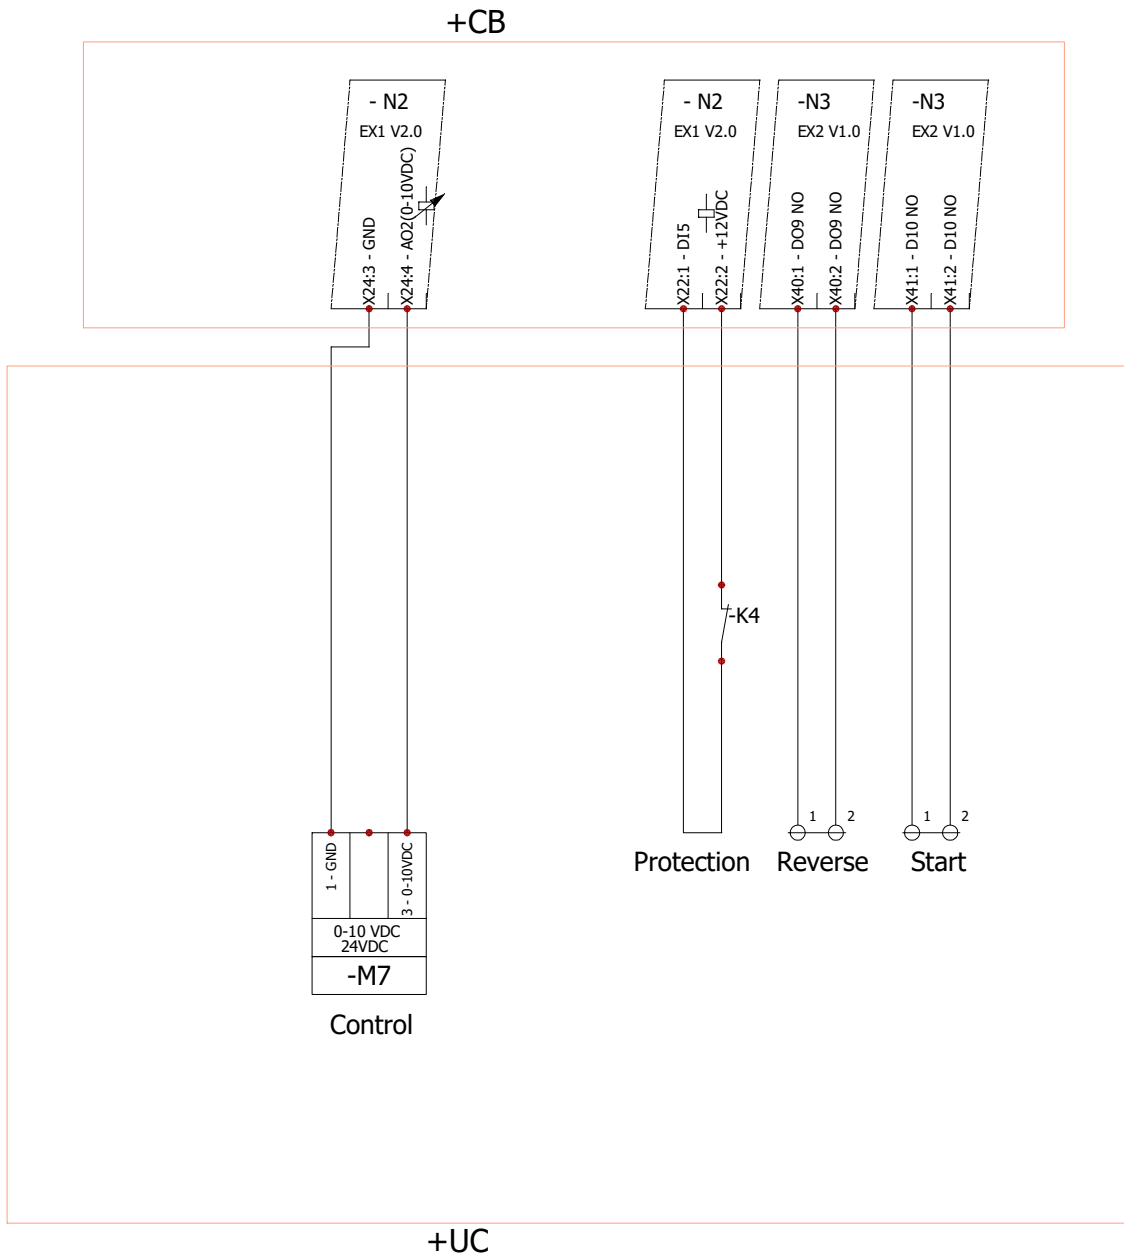 +CB
- N2
EX1 V2.0
X24:3 - GND
X24:4 - AO2(0-10VDC)
- N2
EX1 V2.0
X22:1 - DI5
X22:2 - +12VDC
-N3
EX2 V1.0
X40:1 - DO9 NO
X40:2 - DO9 NO
-N3
EX2 V1.0
X41:1 - D10 NO
X41:2 - D10 NO
-K4
1 - GND
3 - 0-10VDC
0-10 VDC
24VDC
-M7
Control
Protection
1 2
Reverse
1 2
Start
+UC